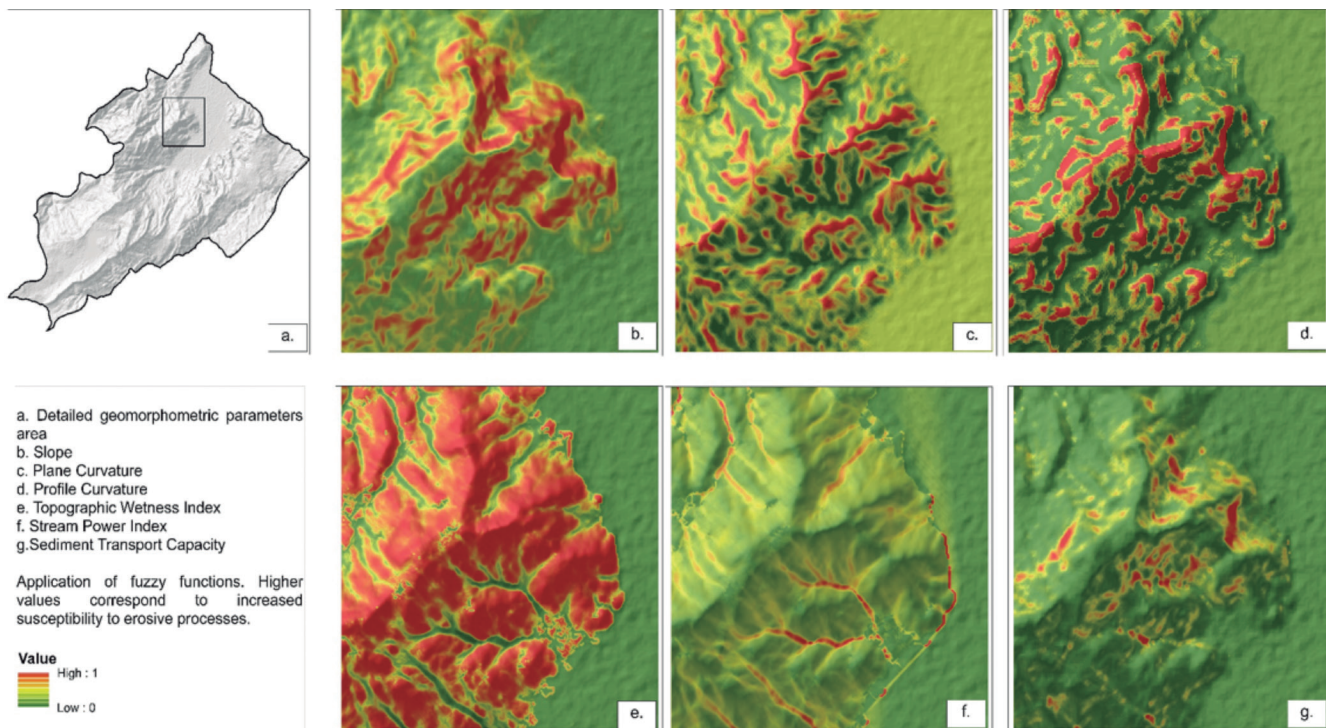 a.
b.
c.
d.
a. Detailed geomorphometric parameters
area
b. Slope
c. Plane Curvature
d. Profile Curvature
e. Topographic Wetness Index
f. Stream Power Index
g.Sediment Transport Capacity
Application of fuzzy functions. Higher
values correspond to increased
susceptibility to erosive processes.
Value
High : 1
Low : 0
e.
f.
g.